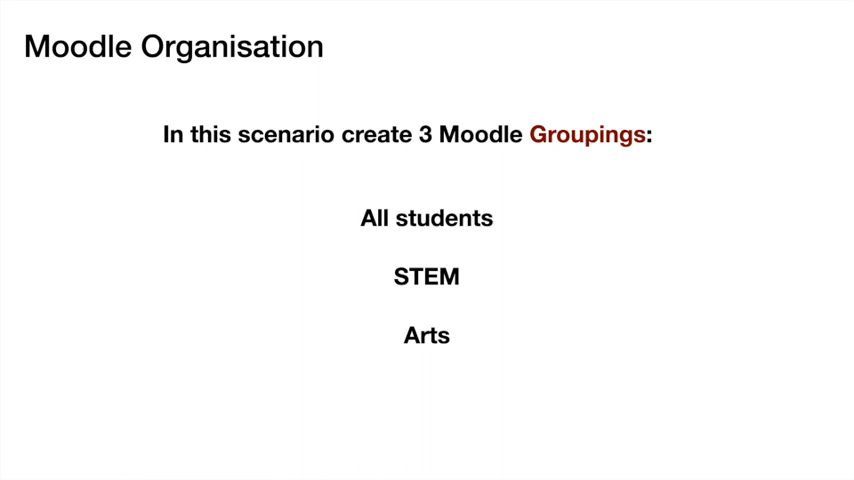 Moodle Organisation
In this scenario create 3 Moodle Groupings:
All students
STEM
Arts